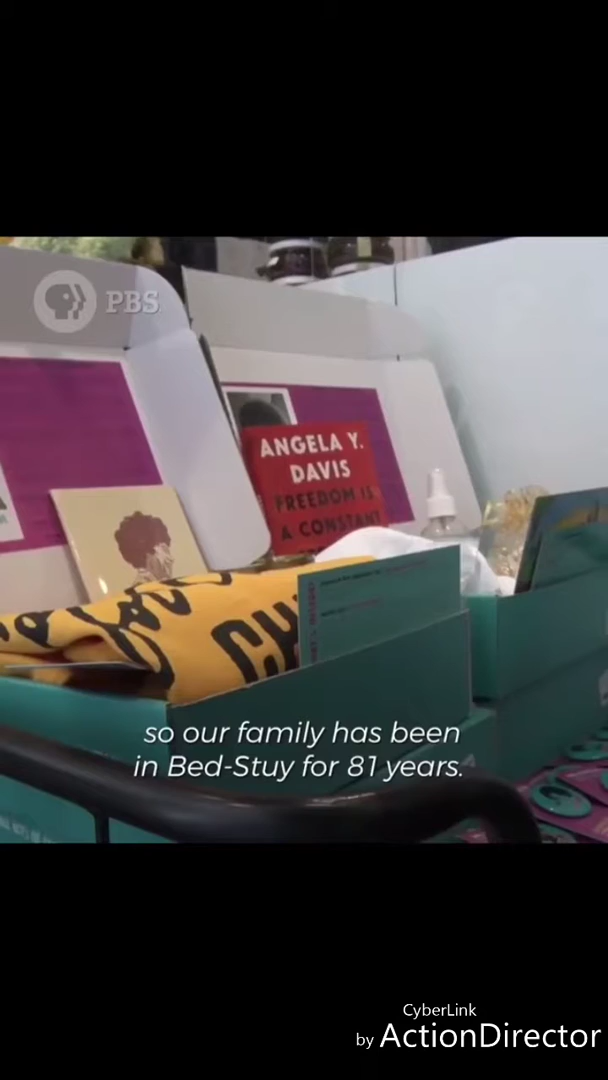 PBS
ANGELA Y.
DAVIS
FREEDOM IS
A CONSTANT
CH
so our family has been
in Bed-Stuy for 81 years.
CyberLink
by ActionDirector